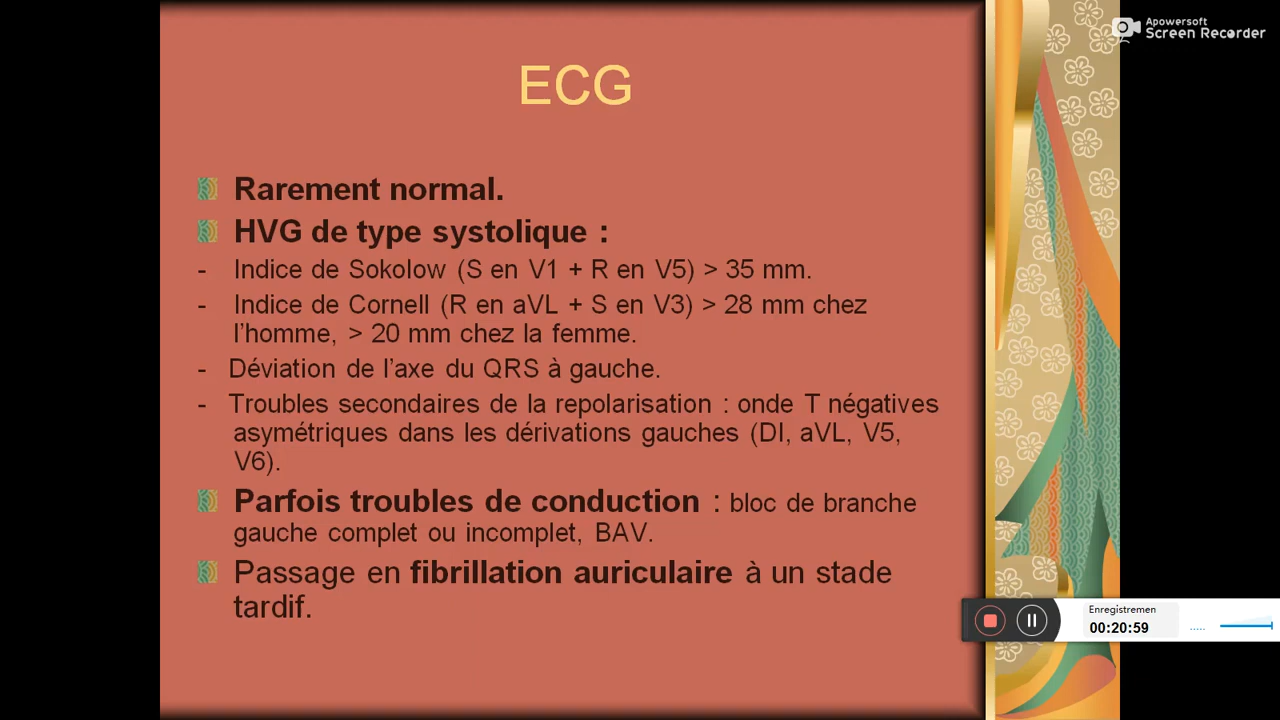 Apowersoft
Screen Recorder
ECG
Rarement normal.
HVG de type systolique :
- Indice de Sokolow (S en V1 + R en V5) > 35 mm.
- Indice de Cornell (R en aVL + S en V3) > 28 mm chez
l’homme, > 20 mm chez la femme.
- Déviation de l’axe du QRS à gauche.
- Troubles secondaires de la repolarisation : onde T négatives
asymétriques dans les dérivations gauches (DI, aVL, V5,
V6).
Parfois troubles de conduction : bloc de branche
gauche complet ou incomplet, BAV.
Passage en fibrillation auriculaire à un stade
tardif.
Enregistremen
00:20:59